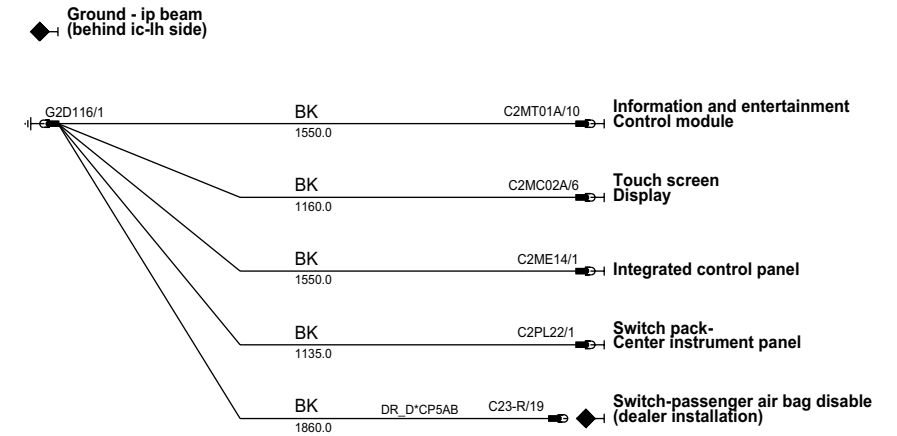 Ground - ip beam
(behind ic-lh side)
G2D116/1
BK
1550.0
C2MT01A/10
Information and entertainment
Control module
BK
1160.0
C2MC02A/6
Touch screen
Display
BK
1550.0
C2ME14/1
Integrated control panel
BK
1135.0
C2PL22/1
Switch pack-
Center instrument panel
BK
1860.0
DR_D*CP5AB
C23-R/19
Switch-passenger air bag disable
(dealer installation)